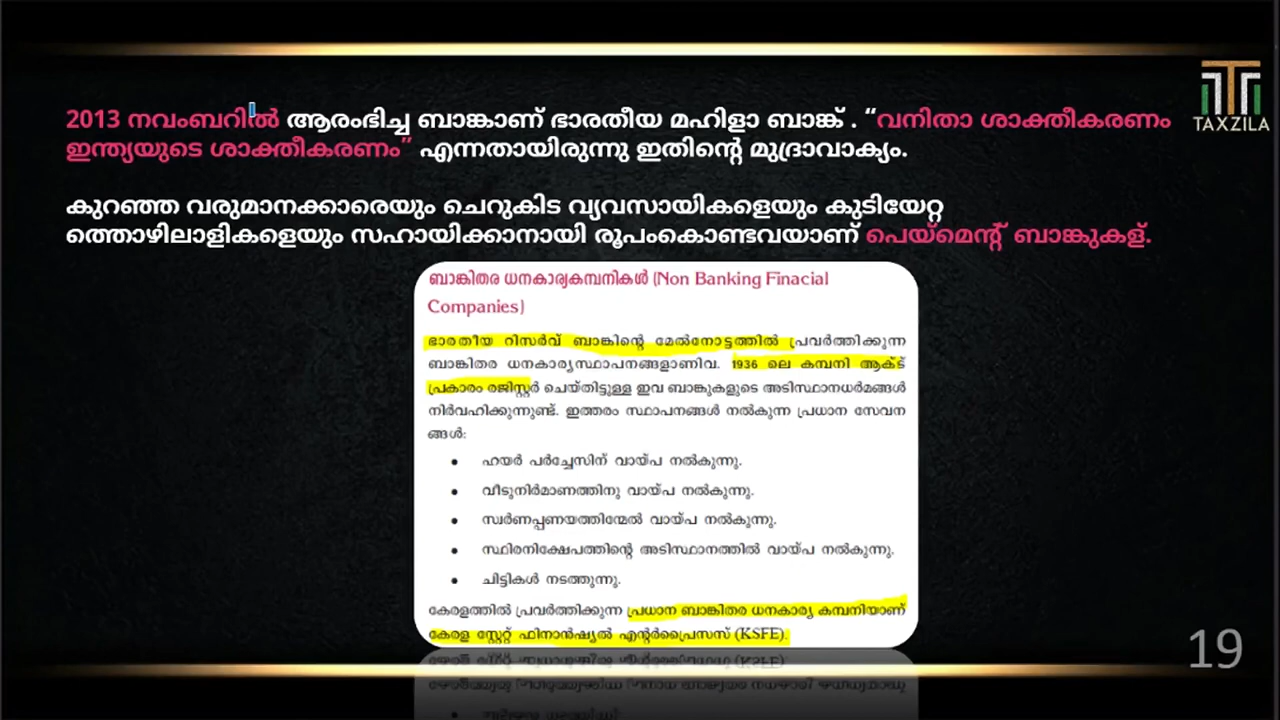 TAXZILA
2013 നവംബറിൽ ആരംഭിച്ച ബാങ്കാണ് ഭാരതീയ മഹിളാ ബാങ്ക് . “വനിതാ ശാക്തീകരണം
ഇന്ത്യയുടെ ശാക്തീകരണം” എന്നതായിരുന്നു ഇതിന്റെ മുദ്രാവാക്യം.
കുറഞ്ഞ വരുമാനക്കാരെയും ചെറുകിട വ്യവസായികളെയും കുടിയേറ്റ
ത്തൊഴിലാളികളെയും സഹായിക്കാനായി രൂപംകൊണ്ടവയാണ് പെയ്മെന്റ് ബാങ്കുകള്.
ബാങ്കിതര ധനകാര്യകമ്പനികൾ (Non Banking Finacial
Companies)
ഭാരതീയ റിസർവ് ബാങ്കിന്റെ മേൽനോട്ടത്തിൽ പ്രവർത്തിക്കുന്ന
ബാങ്കിതര ധനകാര്യസ്ഥാപനങ്ങളാണിവ. 1936 ലെ കമ്പനി ആക്ട്
പ്രകാരം രജിസ്റ്റർ ചെയ്തിട്ടുള്ള ഇവ ബാങ്കുകളുടെ അടിസ്ഥാനധർമങ്ങൾ
നിർവഹിക്കുന്നുണ്ട്. ഇത്തരം സ്ഥാപനങ്ങൾ നൽകുന്ന പ്രധാന സേവന
ങ്ങൾ:
• ഹയർ പർച്ചേസിന് വായ്പ നൽകുന്നു.
• വീടുനിർമാണത്തിനു വായ്പ നൽകുന്നു.
• സ്വർണപ്പണയത്തിന്മേൽ വായ്പ നൽകുന്നു.
• സ്ഥിരനിക്ഷേപത്തിന്റെ അടിസ്ഥാനത്തിൽ വായ്പ നൽകുന്നു.
• ചിട്ടികൾ നടത്തുന്നു.
കേരളത്തിൽ പ്രവർത്തിക്കുന്ന പ്രധാന ബാങ്കിതര ധനകാര്യ കമ്പനിയാണ്
കേരള സ്റ്റേറ്റ് ഫിനാൻഷ്യൽ എന്റർപ്രൈസസ് (KSFE).
19